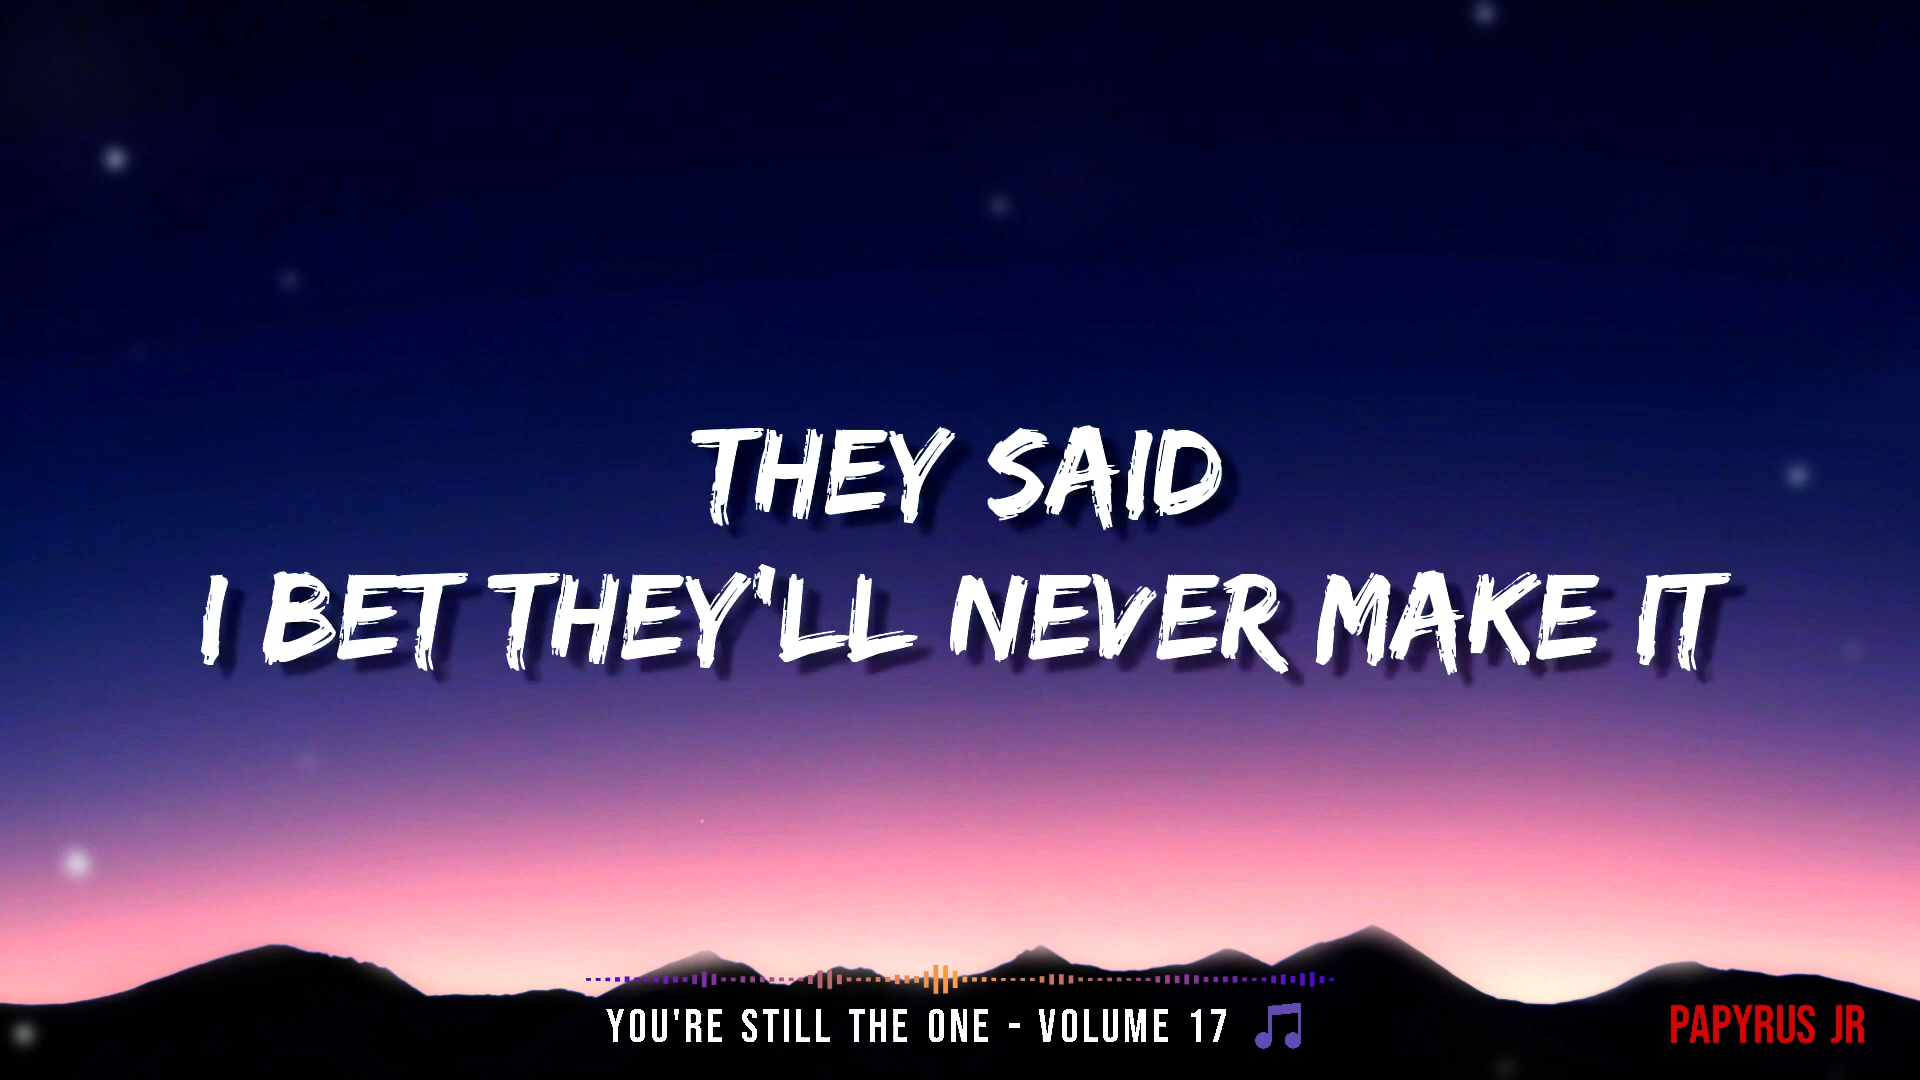 THEY SAID
I BET THEY'LL NEVER MAKE IT
YOU'RE STILL THE ONE - VOLUME 17
PAPYRUS JR